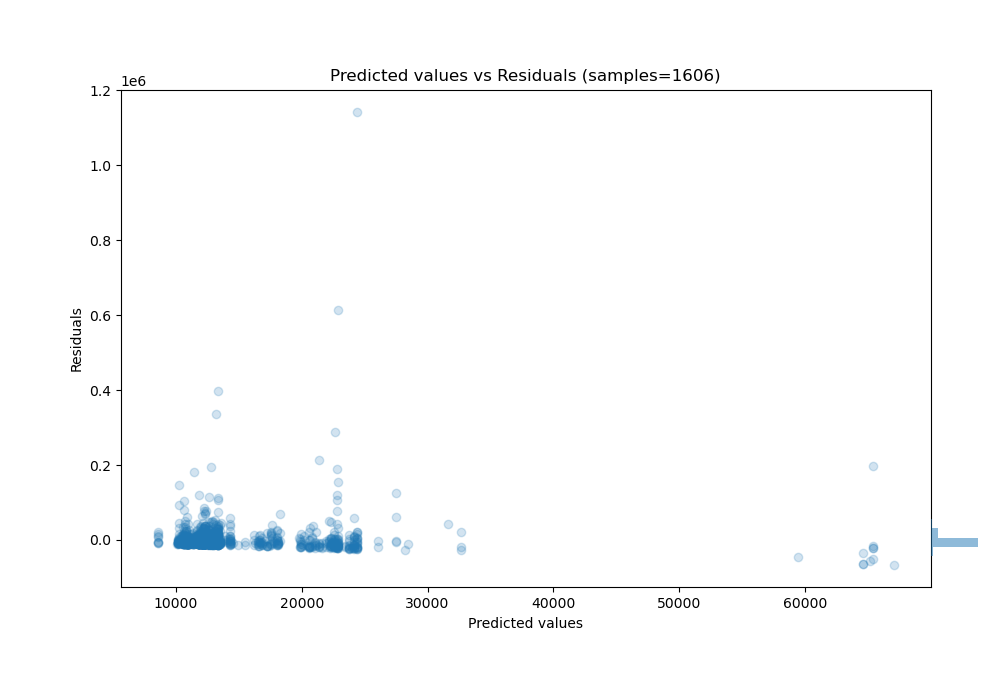 Predicted values vs Residuals (samples=1606)
1e6
1.2
1.0
0.8
0.6
0.4
0.2
0.0
Residuals
10000 20000 30000 40000 50000 60000
Predicted values